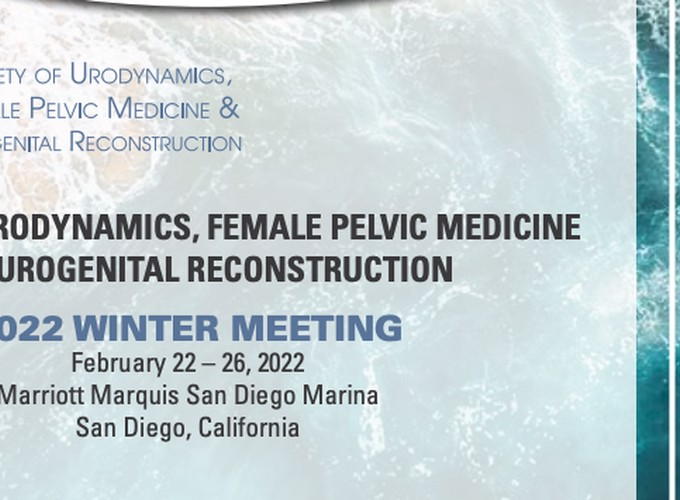 ETY OF URODYNAMICS,
LE PELVIC MEDICINE &
GENITAL RECONSTRUCTION
RODYNAMICS, FEMALE PELVIC MEDICINE
UROGENITAL RECONSTRUCTION
022 WINTER MEETING
February 22 – 26, 2022
Marriott Marquis San Diego Marina
San Diego, California